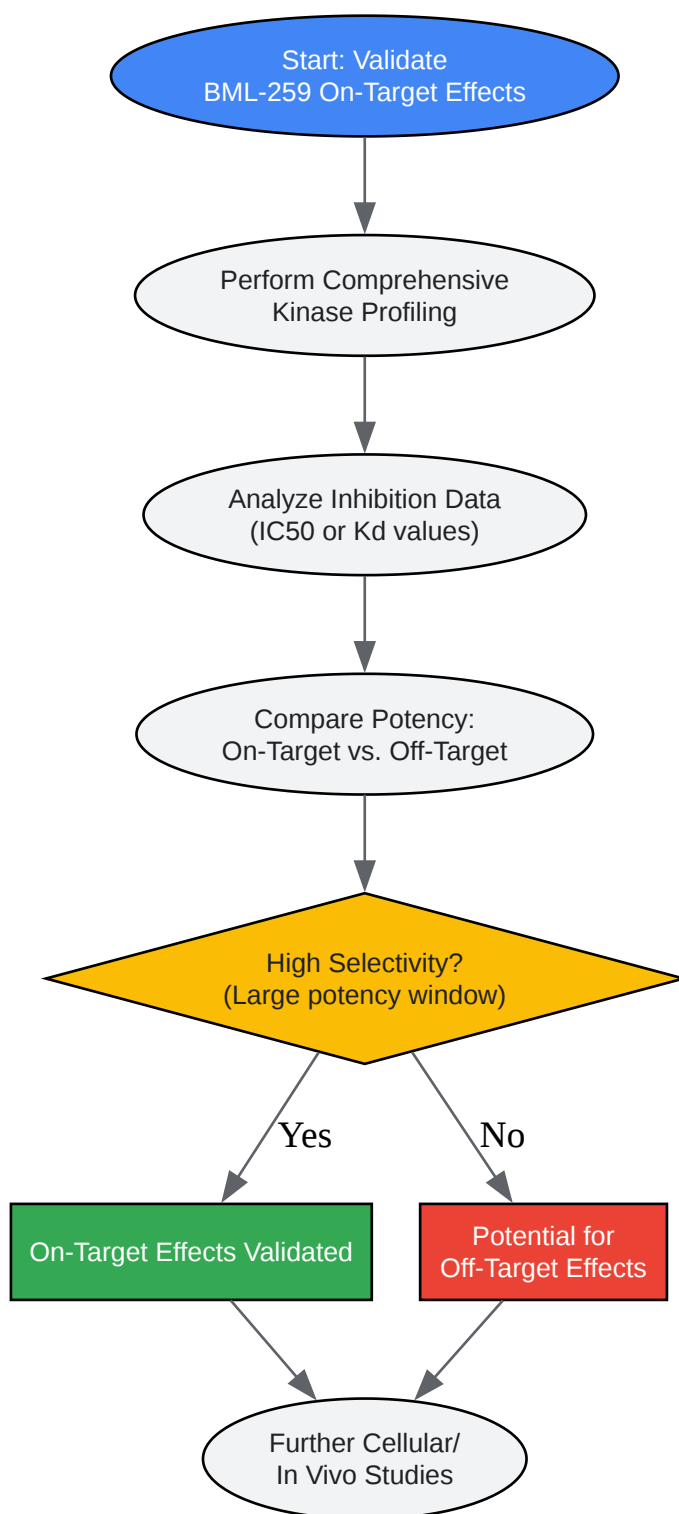 Start: Validate
BML-259 On-Target Effects
Perform Comprehensive
Kinase Profiling
Analyze Inhibition Data
(IC50 or Kd values)
Compare Potency:
On-Target vs. Off-Target
High Selectivity?
(Large potency window)
Yes
No
On-Target Effects Validated
Potential for
Off-Target Effects
Further Cellular/
In Vivo Studies